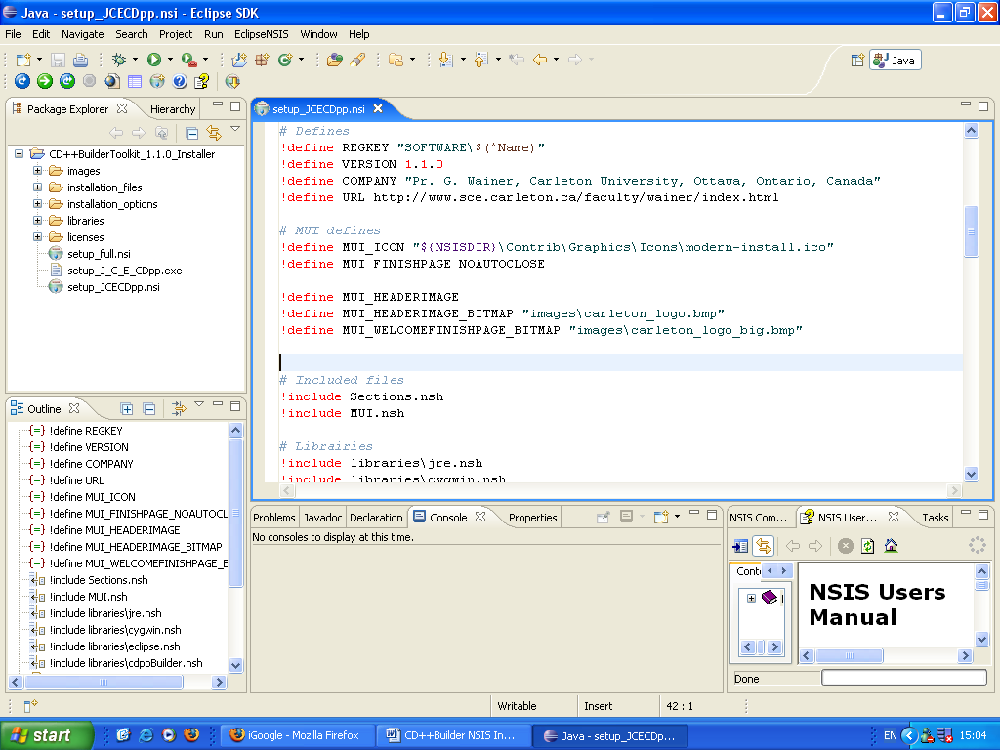 Java - setup_JCECDpp.nsi - Eclipse SDK
File Edit Navigate Search Project Run EclipseNSIS Window Help
Java
Package Explorer Hierarchy
CD++BuilderToolkit_1.1.0_Installer
images
installation_files
installation_options
libraries
licenses
setup_full.nsi
setup_J_C_E_CDpp.exe
setup_JCECDpp.nsi
setup_JCECDpp.nsi
# Defines
!define REGKEY "SOFTWARE\$(^Name)"
!define VERSION 1.1.0
!define COMPANY "Pr. G. Wainer, Carleton University, Ottawa, Ontario, Canada"
!define URL http://www.sce.carleton.ca/faculty/wainer/index.html
# MUI defines
!define MUI_ICON "${NSISDIR}\Contrib\Graphics\Icons\modern-install.ico"
!define MUI_FINISHPAGE_NOAUTOCLOSE
!define MUI_HEADERIMAGE
!define MUI_HEADERIMAGE_BITMAP "images\carleton_logo.bmp"
!define MUI_WELCOMEFINISHPAGE_BITMAP "images\carleton_logo_big.bmp"
# Included files
!include Sections.nsh
!include MUI.nsh
# Librairies
!include libraries\jre.nsh
!include libraries\cygwin.nsh
Outline
!define REGKEY
!define VERSION
!define COMPANY
!define URL
!define MUI_ICON
!define MUI_FINISHPAGE_NOAUTOCL
!define MUI_HEADERIMAGE
!define MUI_HEADERIMAGE_BITMAP
!define MUI_WELCOMEFINISHPAGE_E
!include Sections.nsh
!include MUI.nsh
!include libraries\jre.nsh
!include libraries\cygwin.nsh
!include libraries\eclipse.nsh
!include libraries\cdppBuilder.nsh
Problems Javadoc Declaration Console Properties
No consoles to display at this time.
NSIS Com... NSIS User... Tasks
Conte
NSIS Users
Manual
Done
Writable Insert 42 : 1
start
iGoogle - Mozilla Firefox
CD++Builder NSIS In...
Java - setup_JCECDp...
EN
15:04